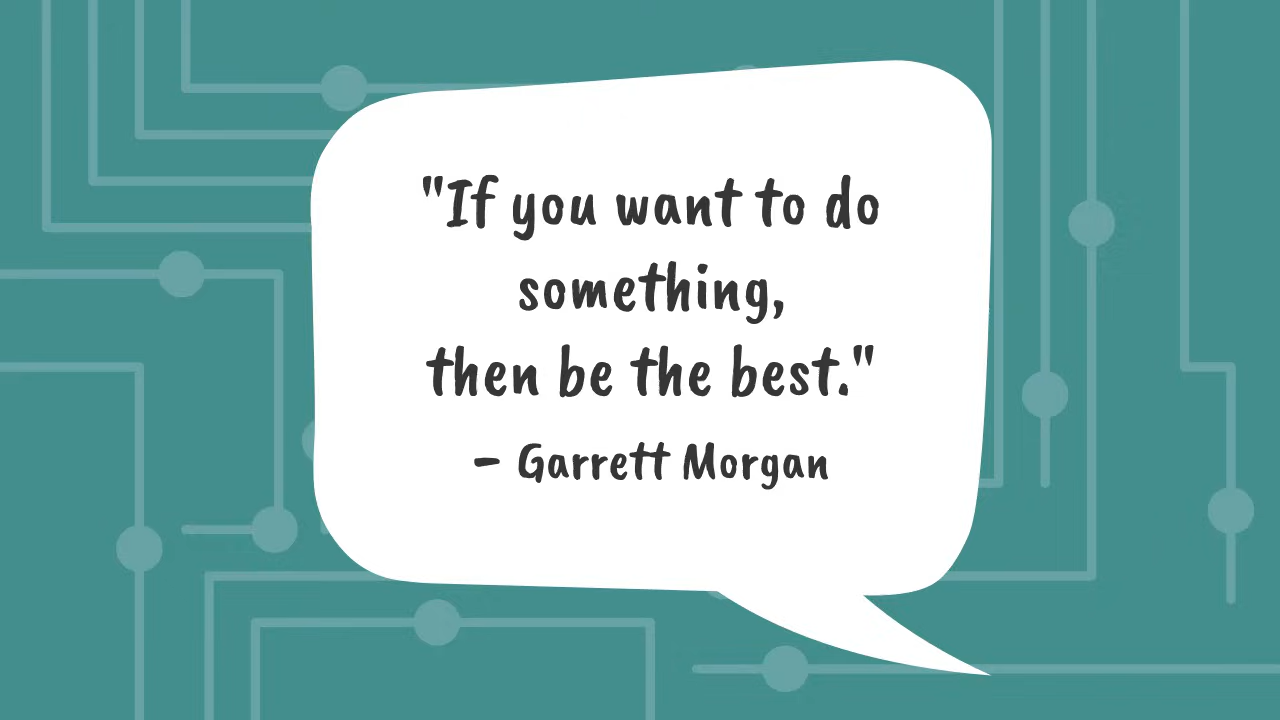 "If you want to do
something,
then be the best."
– Garrett Morgan